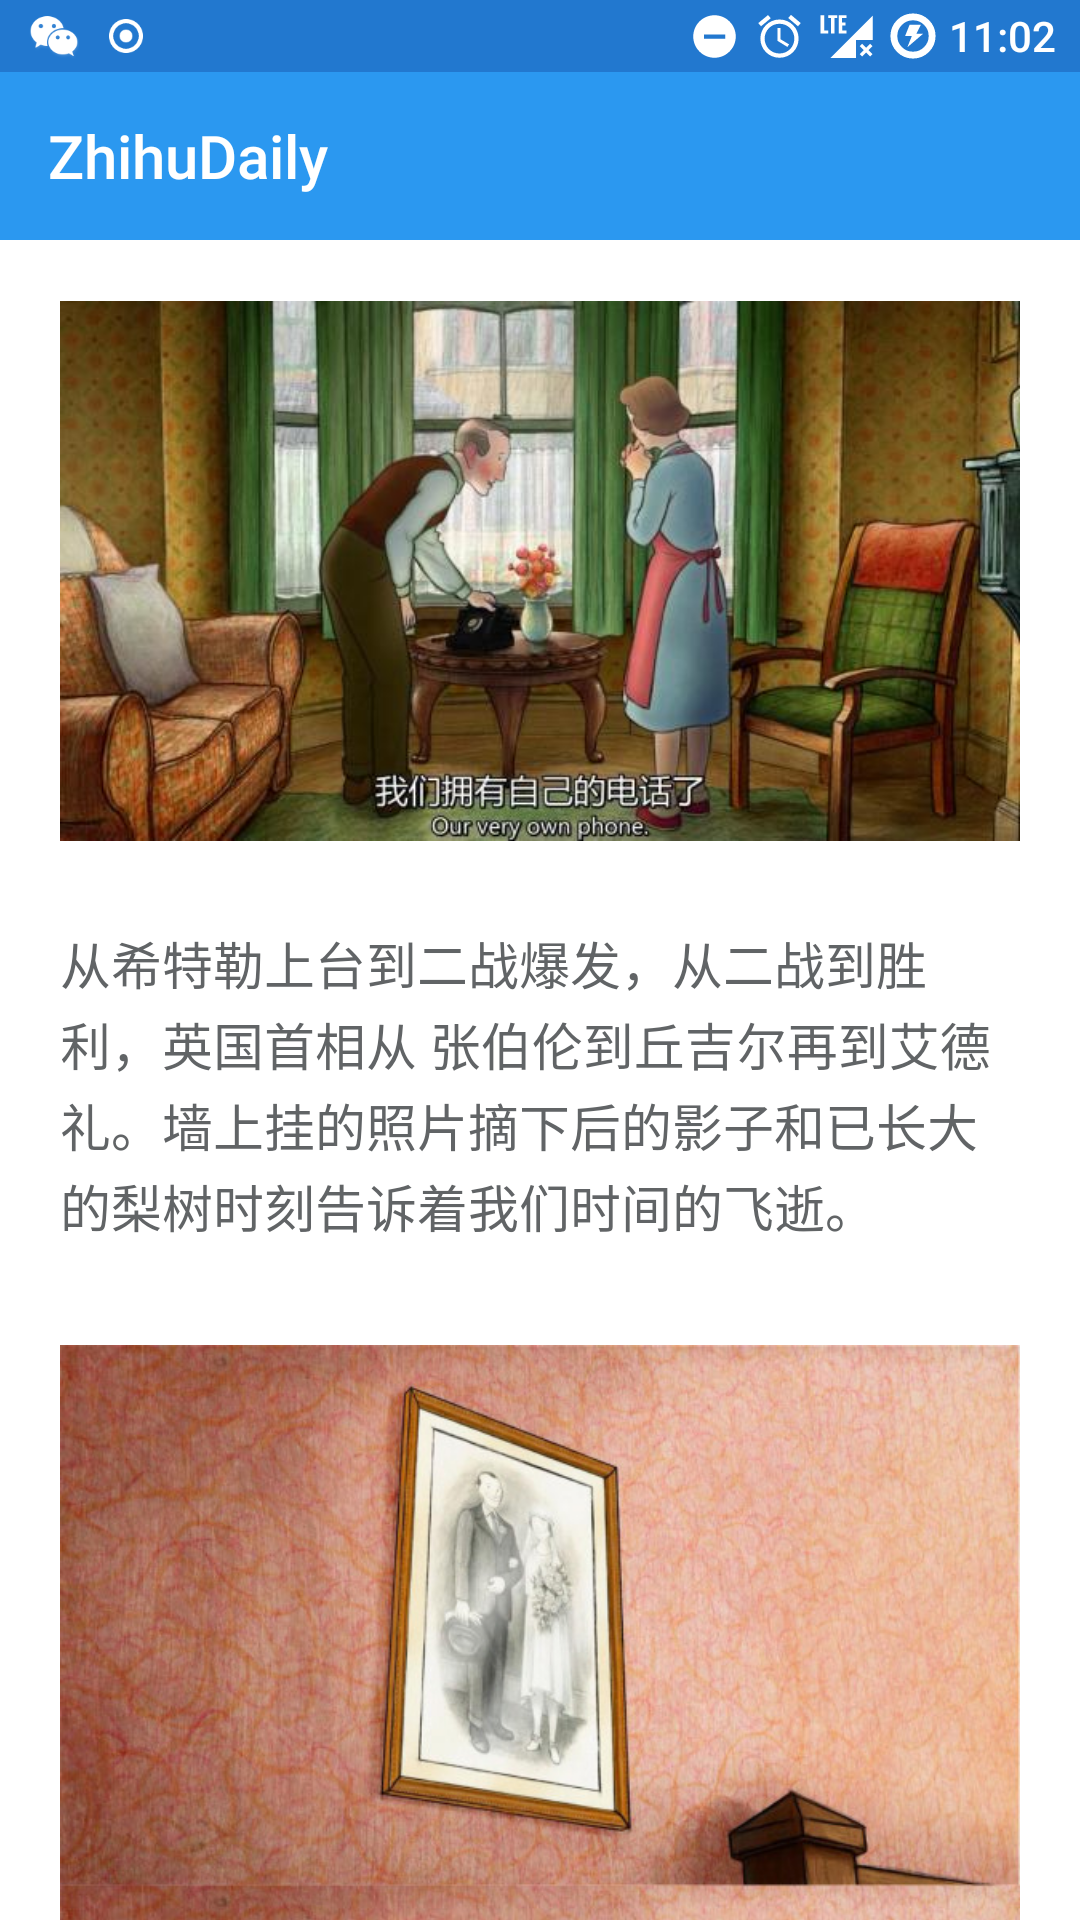 LTE 11:02
ZhihuDaily
我们拥有自己的电话了
Our very own phone.
从希特勒上台到二战爆发，从二战到胜
利，英国首相从 张伯伦到丘吉尔再到艾德
礼。墙上挂的照片摘下后的影子和已长大
的梨树时刻告诉着我们时间的飞逝。